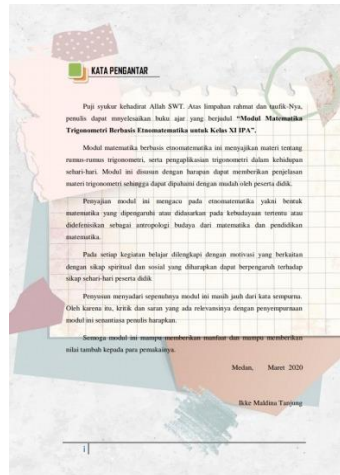 KATA PENGANTAR
Puji syukur kehadirat Allah SWT. Atas limpahan rahmat dan taufik-Nya,
penulis dapat menyelesaikan buku ajar yang berjudul "Modul Matematika
Trigonometri Berbasis Etnomatematika untuk Kelas XI IPA".
Modul matematika berbasis etnomatematika ini menyajikan materi tentang
rumus-rumus trigonometri, serta pengaplikasian trigonometri dalam kehidupan
sehari-hari. Modul ini disusun dengan harapan dapat memberikan penjelasan
materi trigonometri sehingga dapat dipahami dengan mudah oleh peserta didik.
Penyajian modul ini mengacu pada etnomatematika yakni bentuk
matematika yang dipengaruhi atau didasarkan pada kebudayaan tertentu atau
didefenisikan sebagai antropologi budaya dari matematika dan pendidikan
matematika.
Pada setiap kegiatan belajar dilengkapi dengan motivasi yang berkaitan
dengan sikap spiritual dan sosial yang diharapkan dapat berpengaruh terhadap
sikap sehari-hari peserta didik
Penyusun menyadari sepenuhnya modul ini masih jauh dari kata sempurna.
Oleh karena itu, kritik dan saran yang ada relevansinya dengan penyempurnaan
modul ini senantiasa penulis harapkan.
Semoga modul ini mampu memberikan manfaat dan mampu memberikan
nilai tambah kepada para pemakainya.
Medan, Maret 2020
Ikke Maldina Tanjung
i